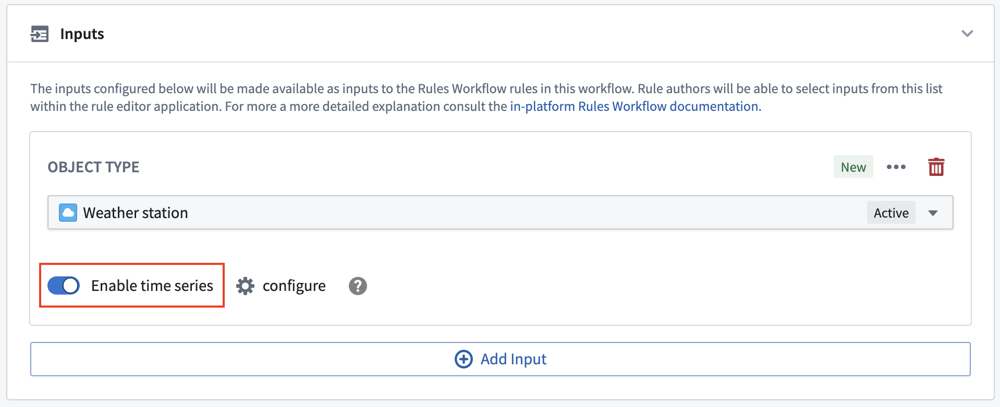 Inputs
The inputs configured below will be made available as inputs to the Rules Workflow rules in this workflow. Rule authors will be able to select inputs from this list
within the rule editor application. For more a more detailed explanation consult the in-platform Rules Workflow documentation.
OBJECT TYPE
New
Weather station
Active
Enable time series
configure
?
Add Input